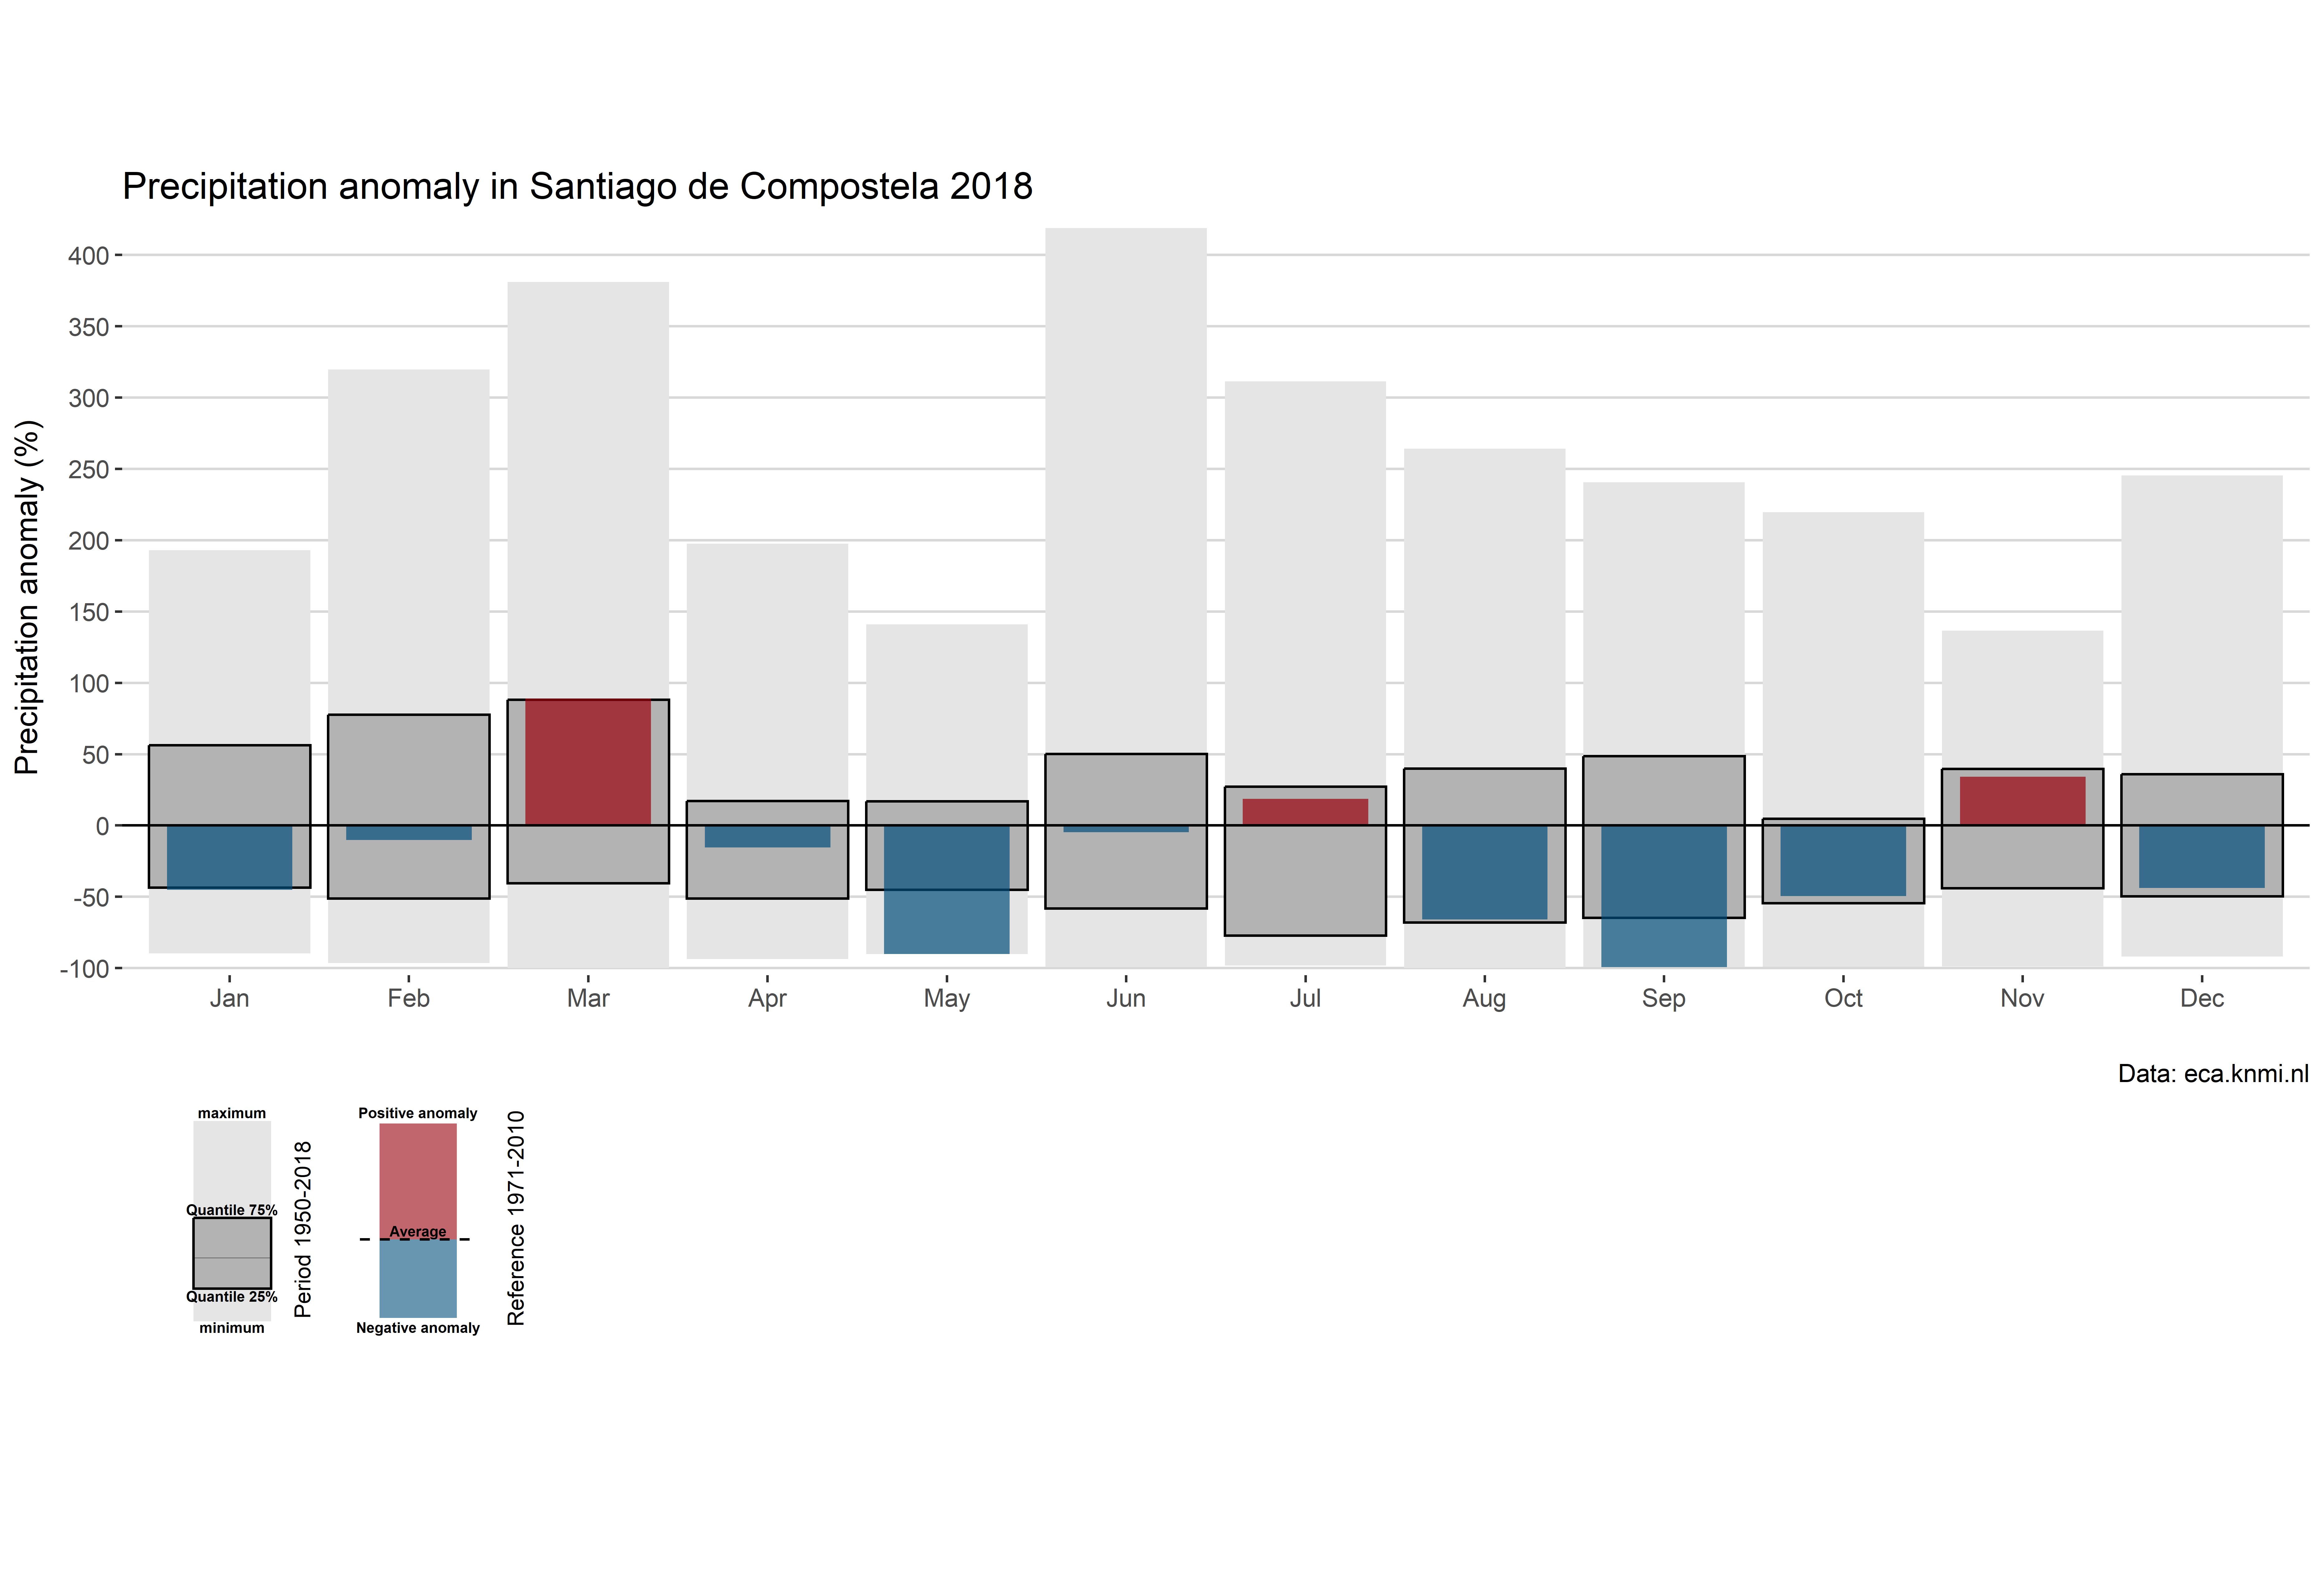 Precipitation anomaly in Santiago de Compostela 2018
Precipitation anomaly (%)
400
350
300
250
200
150
100
50
0
-50
-100
Jan Feb Mar Apr May Jun Jul Aug Sep Oct Nov Dec
Data: eca.knmi.nl
maximum
Quantile 75%
Quantile 25%
minimum
Period 1950-2018
Positive anomaly
Average
Negative anomaly
Reference 1971-2010